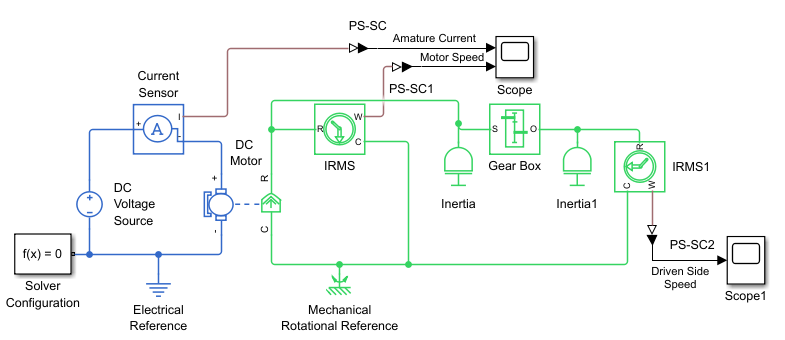 PS-SC
Amature Current
Motor Speed
Scope
PS-SC1
Current
Sensor
+
I
-
A
DC
Motor
R
R
W
C
IRMS
S
O
Gear Box
R
C
W
IRMS1
DC
Voltage
Source
+
-
+
-
C
Inertia
Inertia1
f(x) = 0
Solver
Configuration
Electrical
Reference
Mechanical
Rotational Reference
PS-SC2
Driven Side
Speed
Scope1